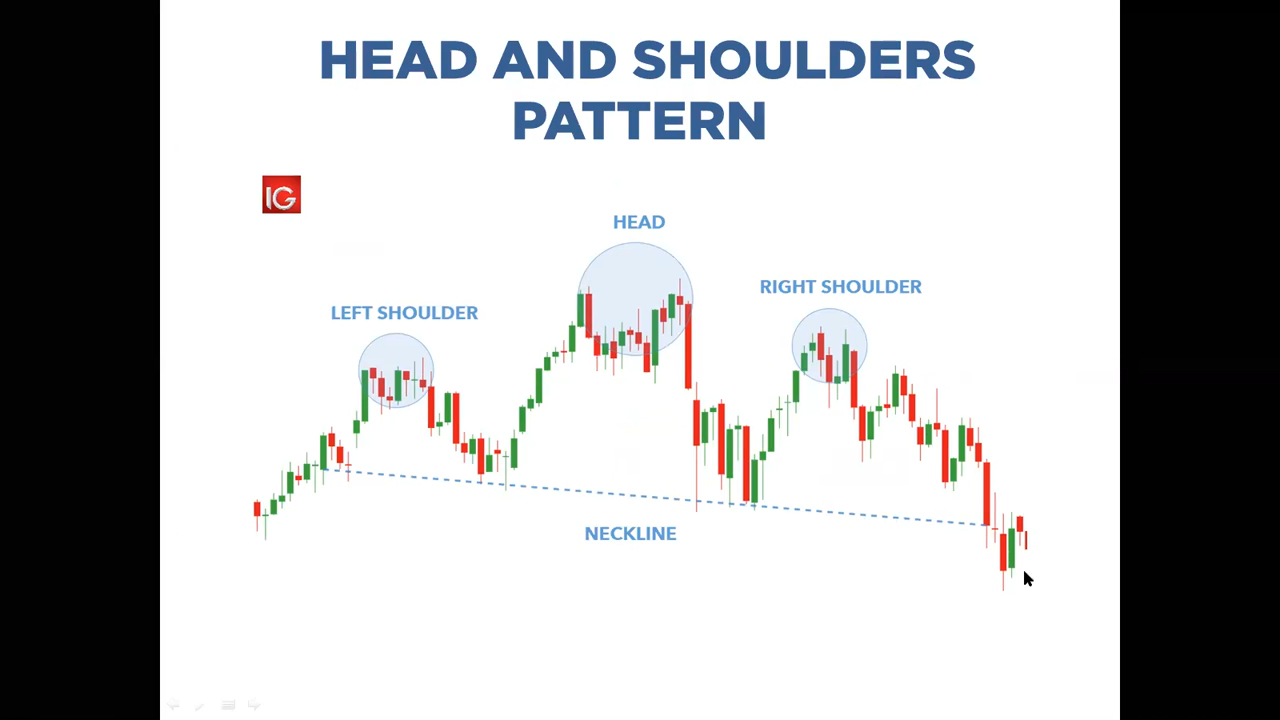 HEAD AND SHOULDERS
PATTERN
IG
HEAD
RIGHT SHOULDER
LEFT SHOULDER
NECKLINE